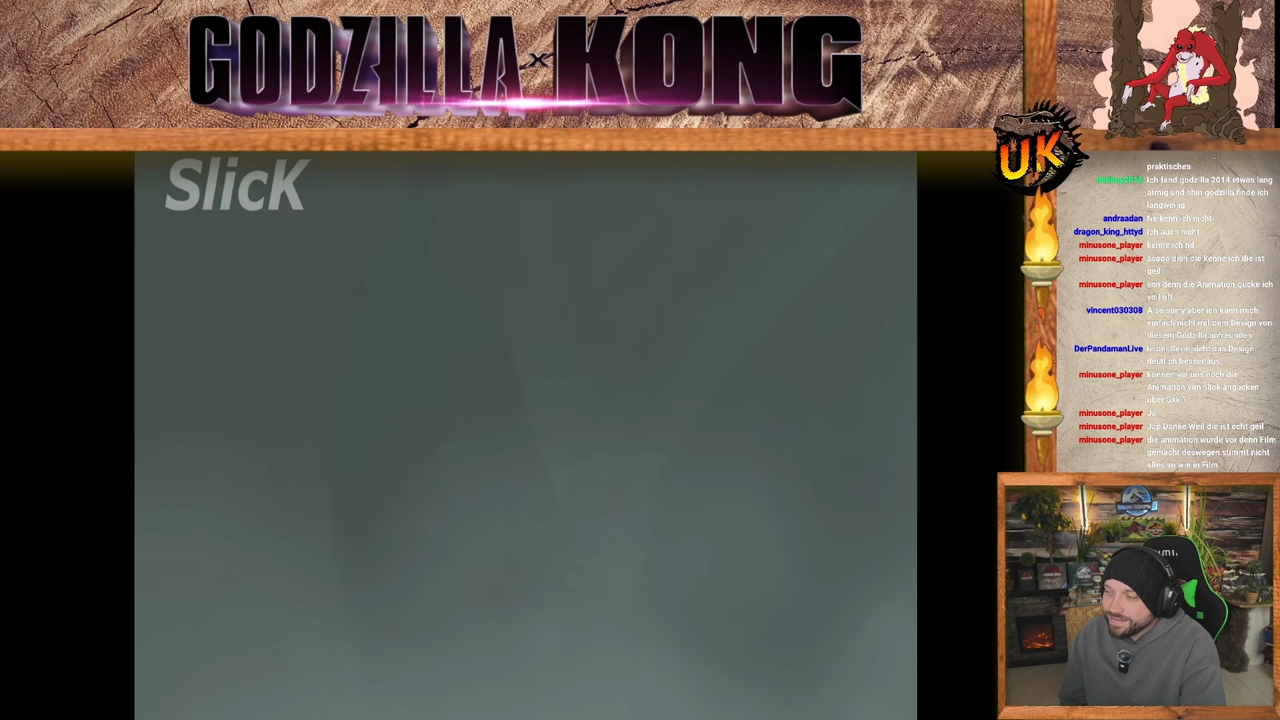 GODZILLA x KONG
SlicK
UK
praktisches
Ich fand godzilla 2014 etwas lang
atmig und shin godzilla finde ich
langweilig
andraadan Ne kenn ich nicht
dragon_king_httyd Ich auch nicht
minusone_player kenne ich nd
minusone_player asooo dich die kenne ich die ist
geil
minusone_player von denn die Animation gucke ich
vincent030308 Also sorry aber ich kann mich
einfach nicht mit dem Design von
diesem Godzilla anfreunden
DerPandamanLive In der Serie sieht das Design
deutlich besser aus
minusone_player können wir uns noch die
Animation von slick angucken
über Gxk ?
minusone_player Ja
minusone_player Jap Danke Weil die ist echt geil
minusone_player die animation wurde vor denn Film
gemacht deswegen stimmt nicht
alles so wie in Film